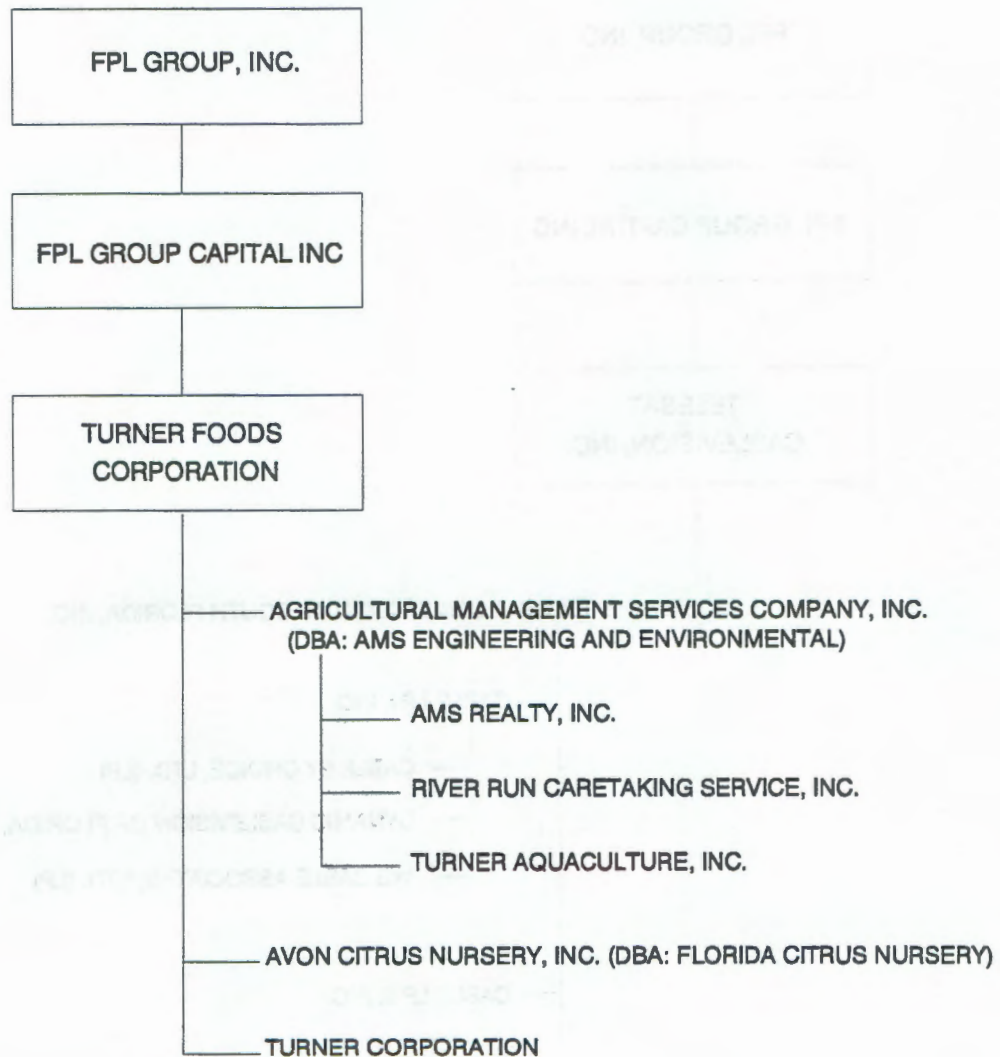 FPL GROUP, INC.
FPL GROUP CAPITAL INC
TURNER FOODS
CORPORATION
AGRICULTURAL MANAGEMENT SERVICES COMPANY, INC.
(DBA: AMS ENGINEERING AND ENVIRONMENTAL)
AMS REALTY, INC.
RIVER RUN CARETAKING SERVICE, INC.
TURNER AQUACULTURE, INC.
AVON CITRUS NURSERY, INC. (DBA: FLORIDA CITRUS NURSERY)
TURNER CORPORATION